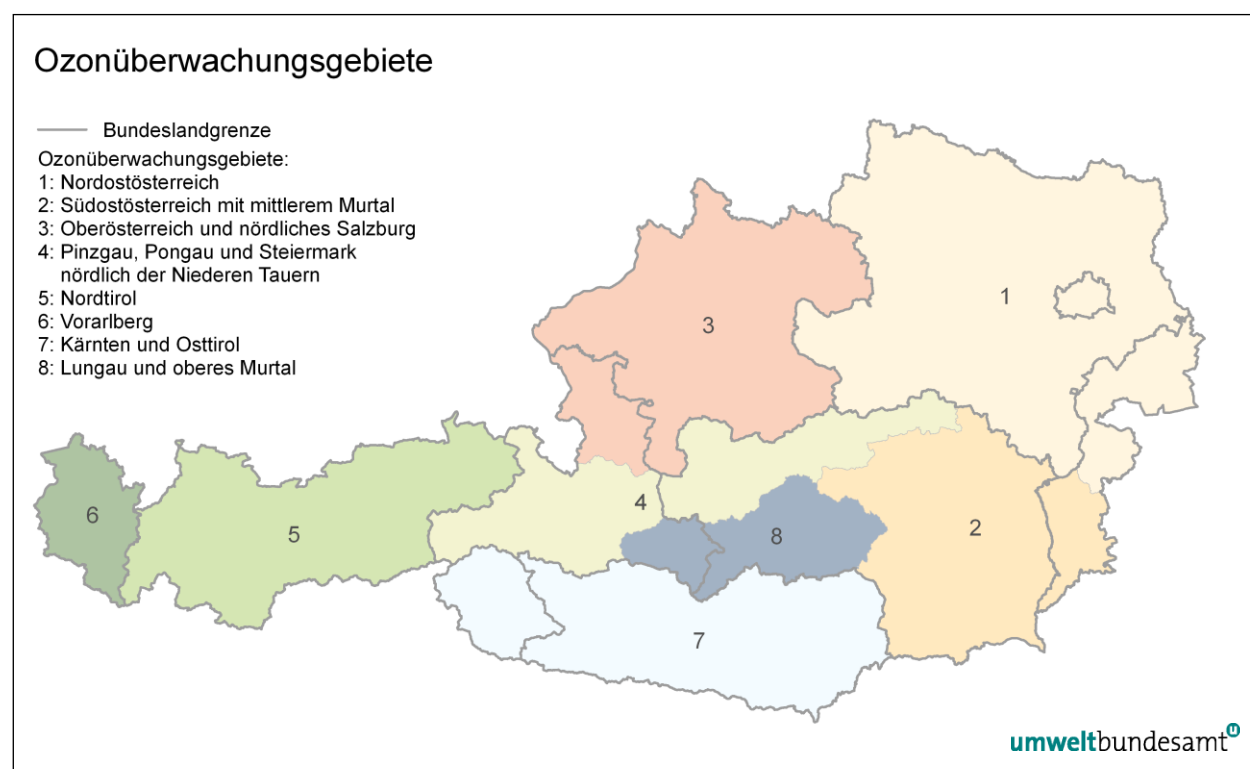 Ozonüberwachungsgebiete
Bundeslandgrenze
Ozonüberwachungsgebiete:
1: Nordostösterreich
2: Südostösterreich mit mittlerem Murtal
3: Oberösterreich und nördliches Salzburg
4: Pinzgau, Pongau und Steiermark
nördlich der Niederen Tauern
5: Nordtirol
6: Vorarlberg
7: Kärnten und Osttirol
8: Lungau und oberes Murtal
1
3
4
6
5
8
2
7
umweltbundesamt
u